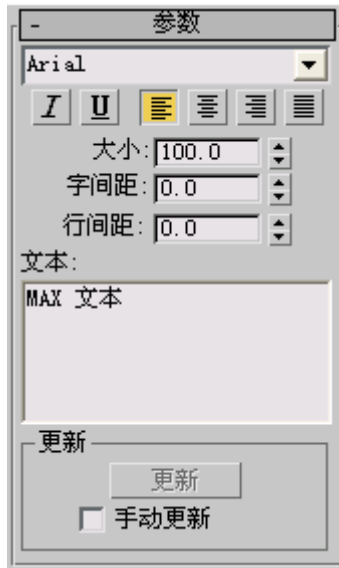 - 参数
Arial
I U
大小: 100.0
字间距: 0.0
行间距: 0.0
文本:
MAX 文本
更新
更新
手动更新